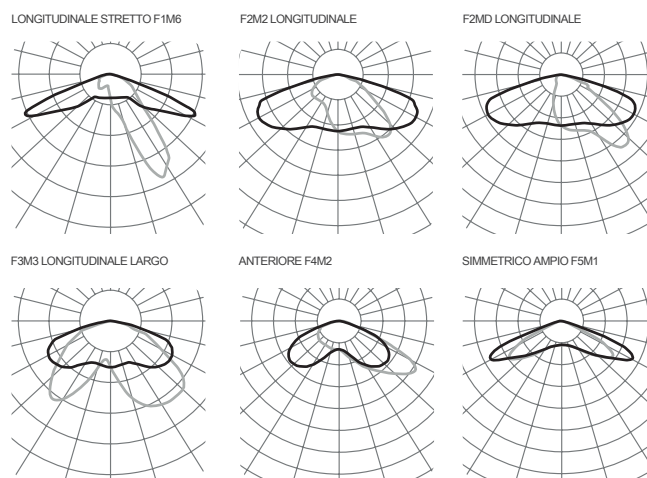 LONGITUDINALE STRETTO F1M6
F2M2 LONGITUDINALE
F2MD LONGITUDINALE
F3M3 LONGITUDINALE LARGO
ANTERIORE F4M2
SIMMETRICO AMPIO F5M1